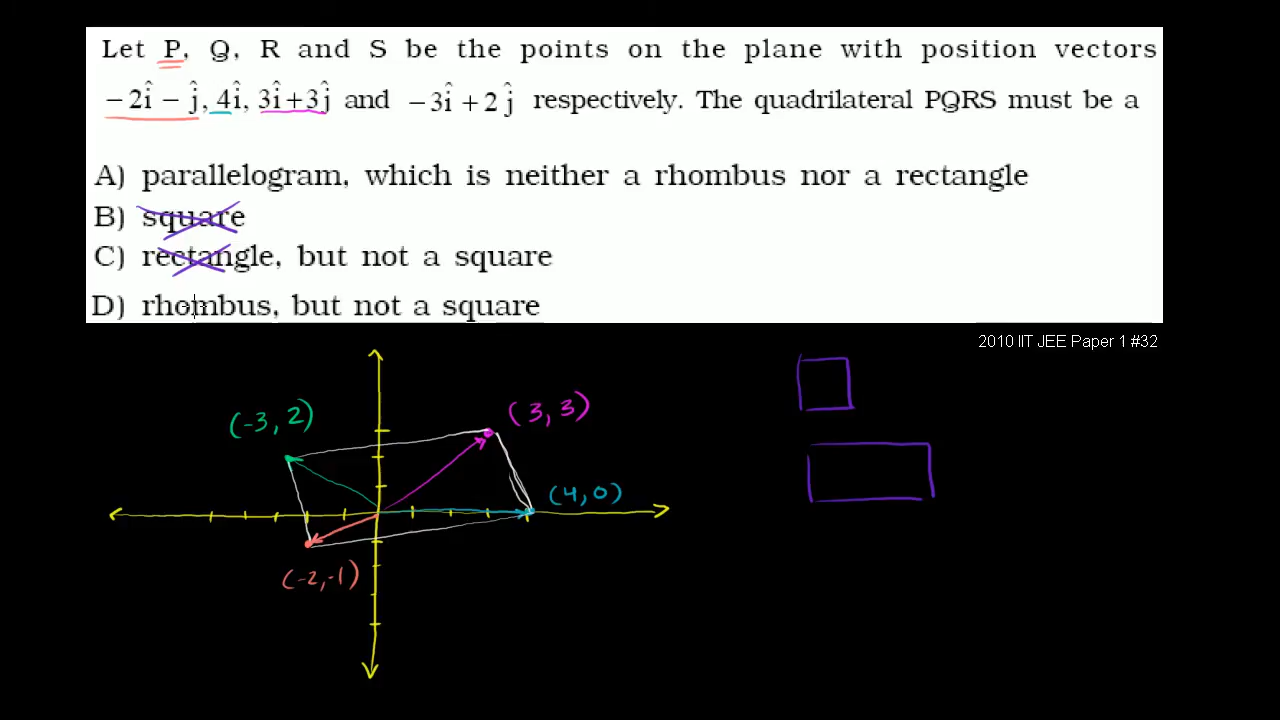 Let P, Q, R and S be the points on the plane with position vectors
−2î − ĵ, 4î, 3î+3ĵ and −3î + 2ĵ respectively. The quadrilateral PQRS must be a
A) parallelogram, which is neither a rhombus nor a rectangle
B) square
C) rectangle, but not a square
D) rhombus, but not a square
2010 IIT JEE Paper 1 #32
(-3, 2)
(3, 3)
(4, 0)
(-2, -1)